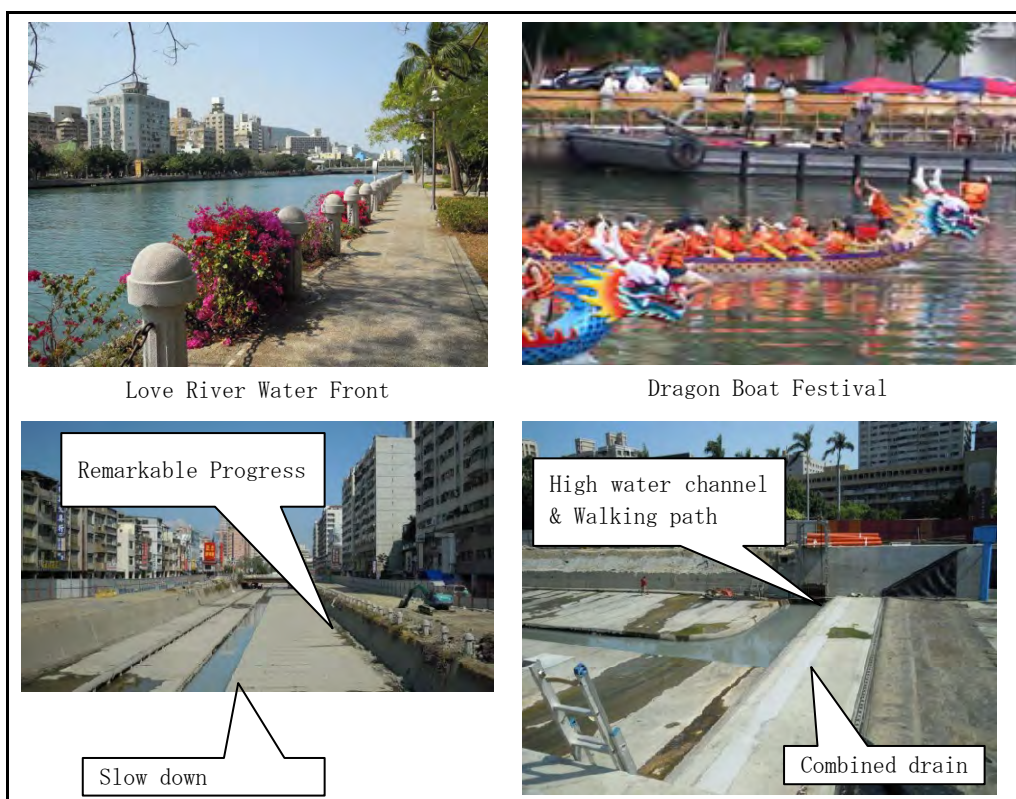 Love River Water Front
Dragon Boat Festival
Remarkable Progress
High water channel
& Walking path
Slow down
Combined drain